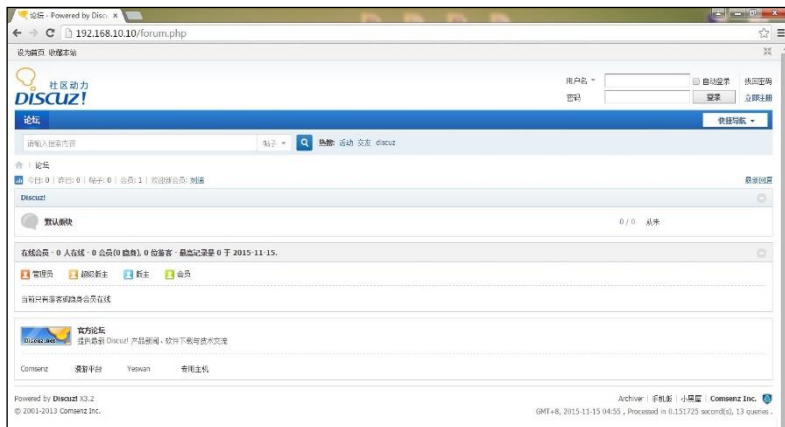 论坛 - Powered by Disc
192.168.10.10/forum.php
设为首页 收藏本站
社区动力
DISCUZ!
用户名
自动登录
找回密码
密码
登录
立即注册
论坛
快捷导航
请输入搜索内容
帖子
热搜: 活动 交友 discuz
论坛
今日: 0 | 昨日: 0 | 帖子: 0 | 会员: 1 | 欢迎新会员:
最新回复
Discuz!
默认版块
0 / 0
从未
在线会员 - 0 人在线 - 0 会员(0 隐身), 0 位游客 - 最高记录是 0 于 2015-11-15.
管理员
超级版主
版主
会员
当前只有游客或隐身会员在线
Discuz.net
官方论坛
提供最新 Discuz! 产品新闻、软件下载与技术交流
Comsenz
漫游平台
Yeswan
专用主机
Powered by Discuz! X3.2
Archiver | 手机版 | 小黑屋 | Comsenz Inc.
© 2001-2013 Comsenz Inc.
GMT+8, 2015-11-15 04:55 , Processed in 0.151725 second(s), 13 queries .